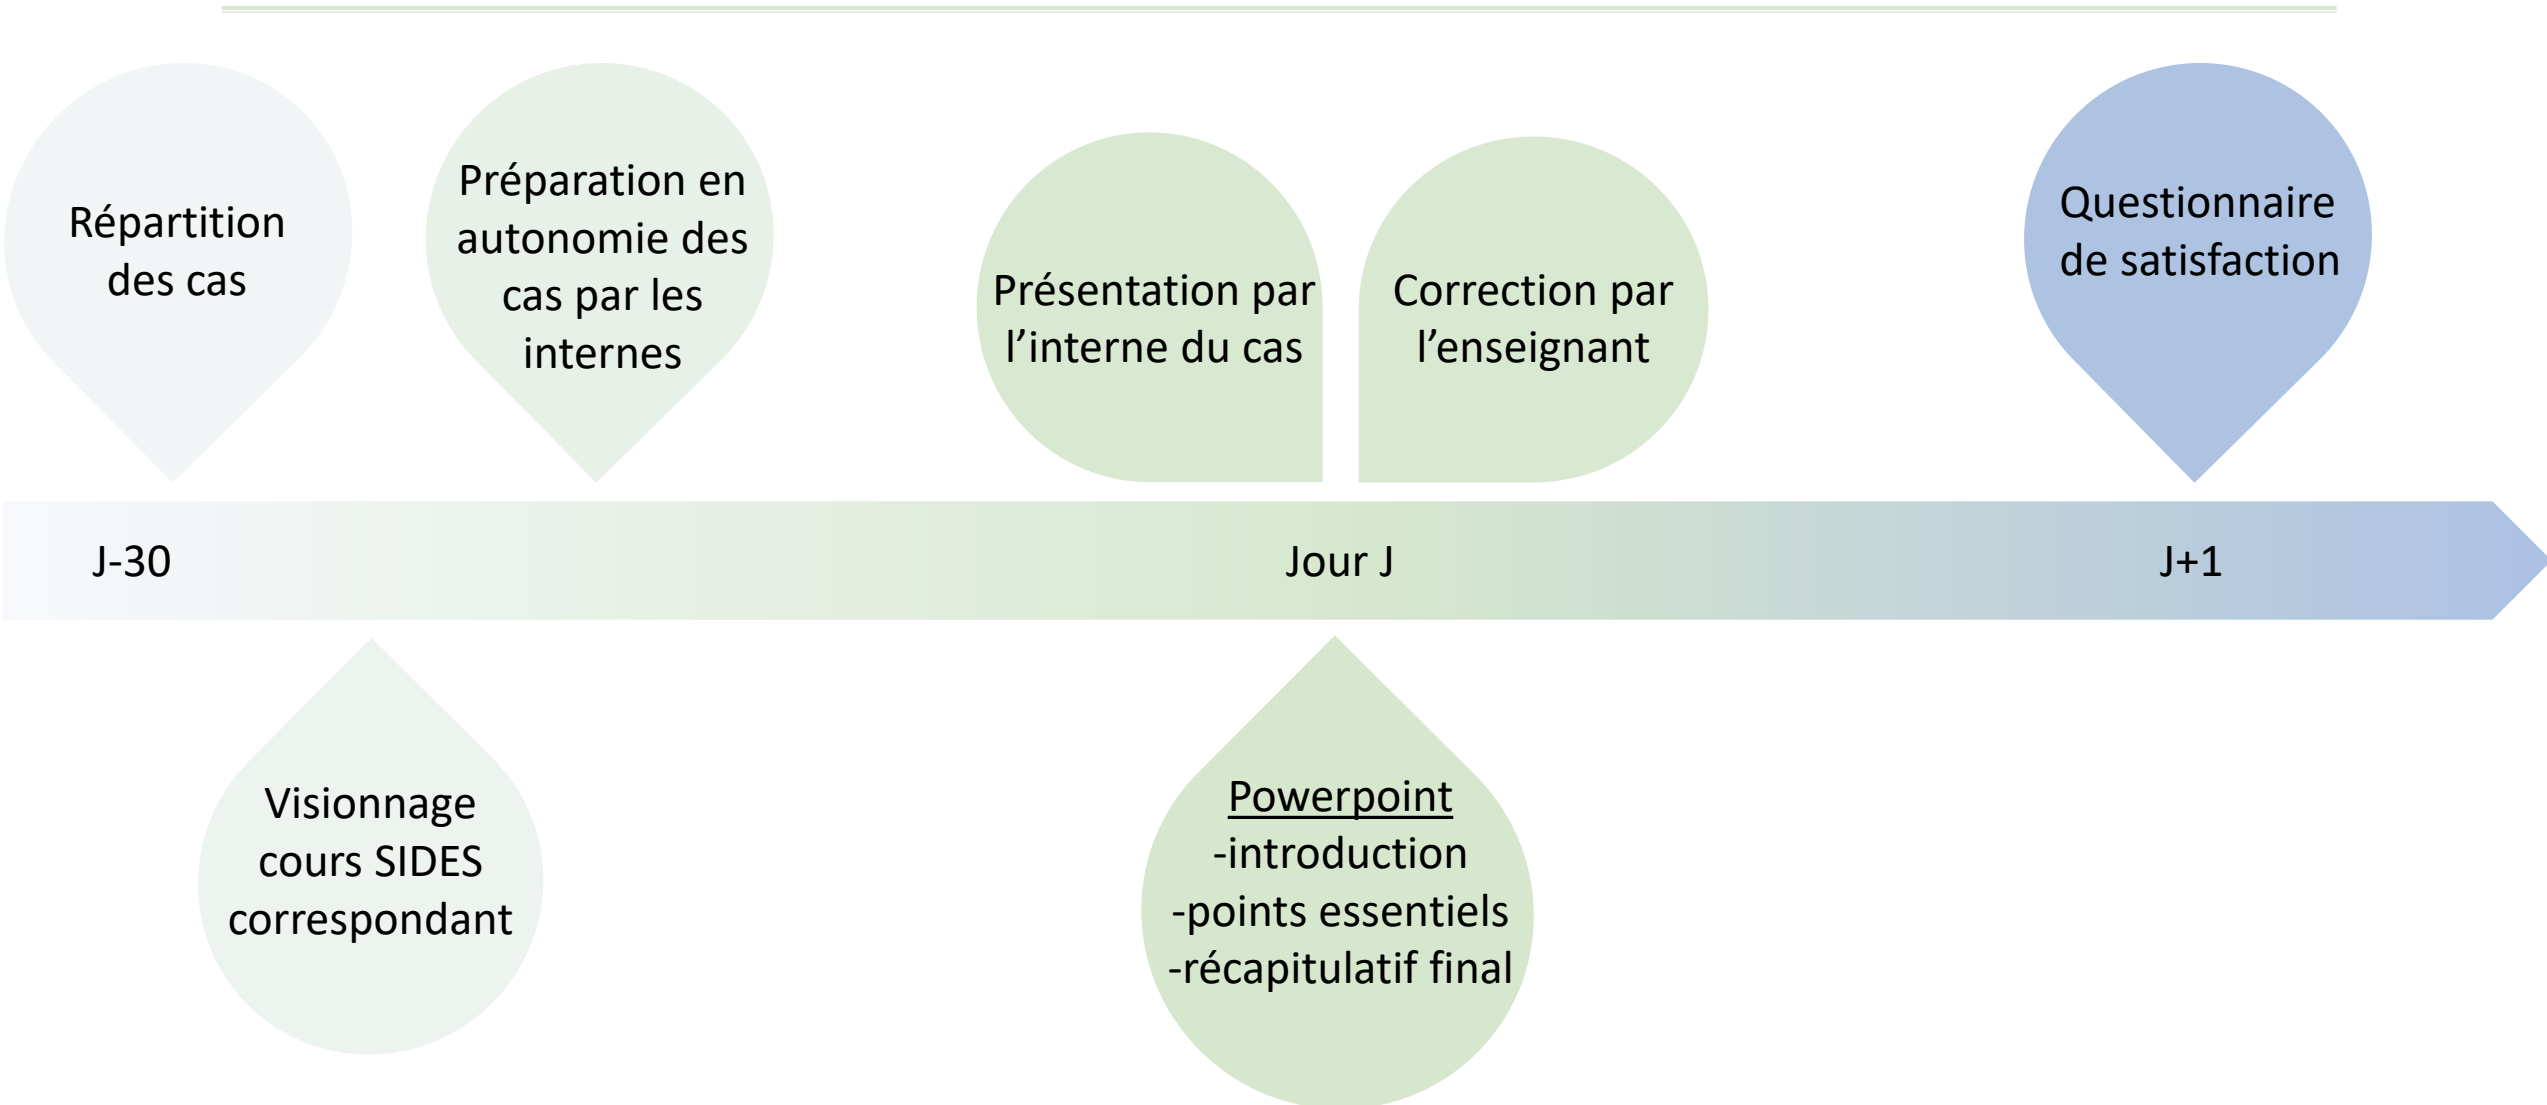 Répartition
des cas
Préparation en
autonomie des
cas par les
internes
Présentation par
l’interne du cas
Correction par
l’enseignant
Questionnaire
de satisfaction
J-30
Jour J
J+1
Visionnage
cours SIDES
correspondant
Powerpoint
-introduction
-points essentiels
-récapitulatif final